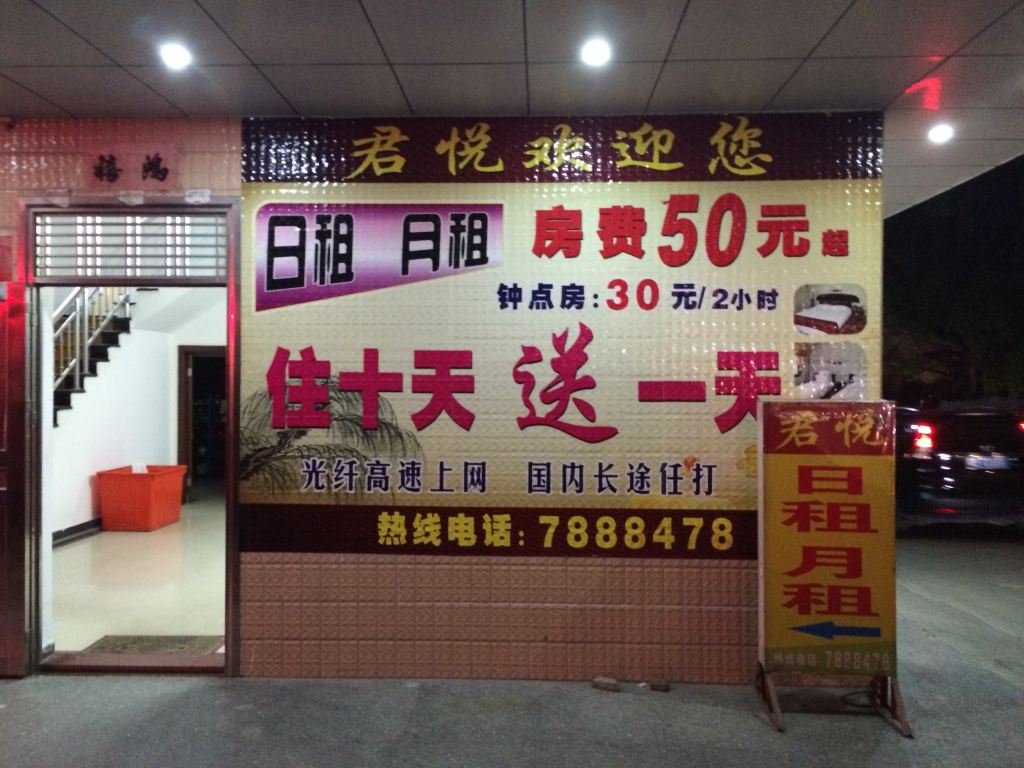 君悦欢迎您
鸿禧
日租 月租
房费50元起
钟点房:30元/2小时
住十天送一天
光纤高速上网 国内长途任打
热线电话:7888478
君悦
日租
月租
热线电话 7888478